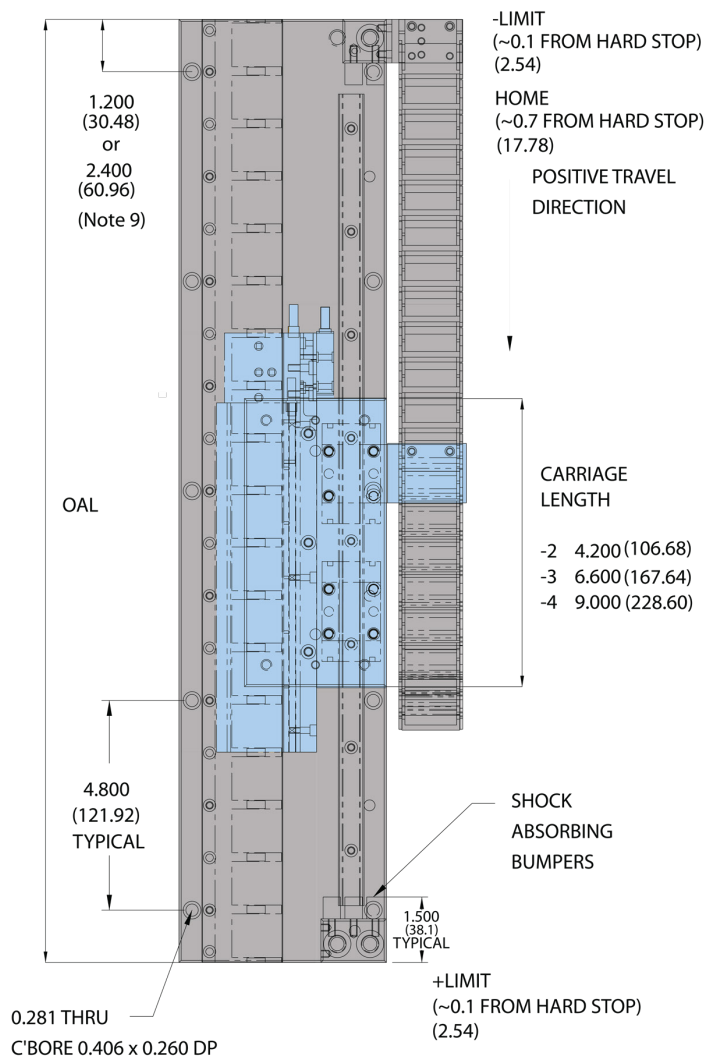 -LIMIT
(~0.1 FROM HARD STOP)
(2.54)
HOME
(~0.7 FROM HARD STOP)
(17.78)
POSITIVE TRAVEL
DIRECTION
1.200
(30.48)
or
2.400
(60.96)
(Note 9)
OAL
CARRIAGE
LENGTH
-2 4.200 (106.68)
-3 6.600 (167.64)
-4 9.000 (228.60)
4.800
(121.92)
TYPICAL
SHOCK
ABSORBING
BUMPERS
1.500
(38.1)
TYPICAL
+LIMIT
(~0.1 FROM HARD STOP)
(2.54)
0.281 THRU
C'BORE 0.406 x 0.260 DP